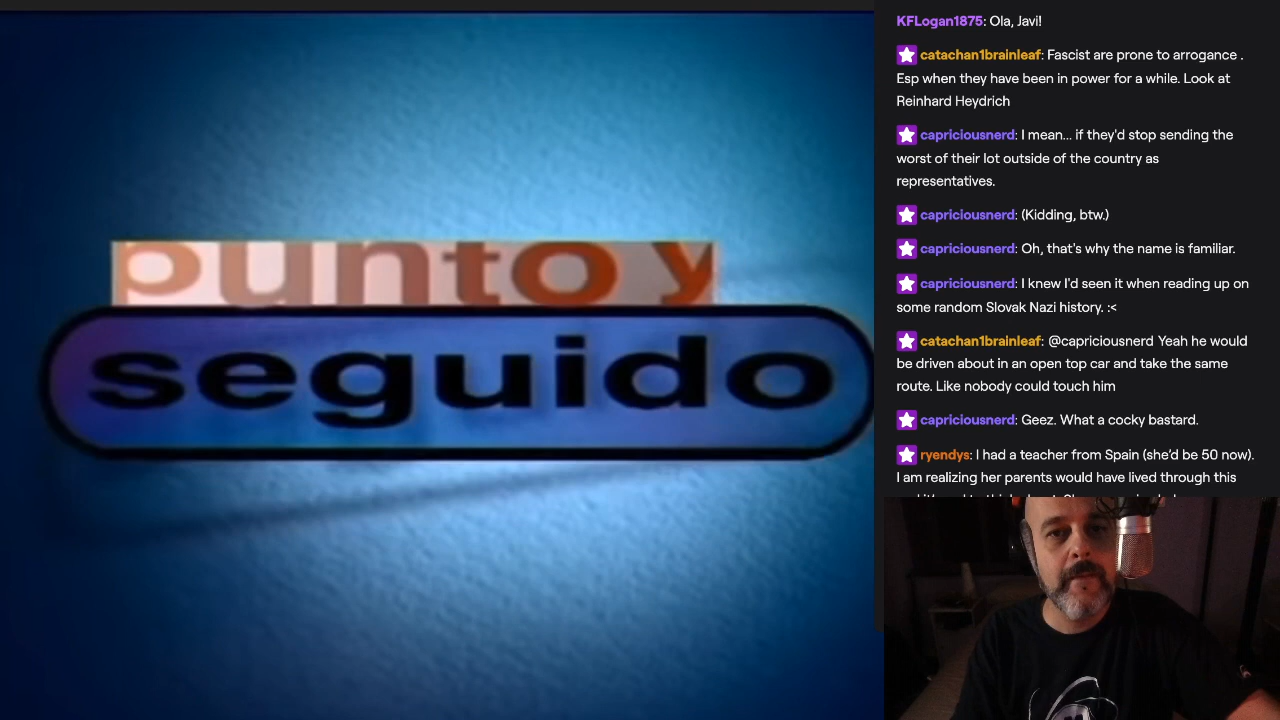 punto y
seguido
KFLogan1875: Ola, Javi!
catachan1brainleaf: Fascist are prone to arrogance .
Esp when they have been in power for a while. Look at
Reinhard Heydrich
capriciousnerd: I mean... if they'd stop sending the
worst of their lot outside of the country as
representatives.
capriciousnerd: (Kidding, btw.)
capriciousnerd: Oh, that's why the name is familiar.
capriciousnerd: I knew I'd seen it when reading up on
some random Slovak Nazi history. :<
catachan1brainleaf: @capriciousnerd Yeah he would
be driven about in an open top car and take the same
route. Like nobody could touch him
capriciousnerd: Geez. What a cocky bastard.
ryendys: I had a teacher from Spain (she'd be 50 now).
I am realizing her parents would have lived through this